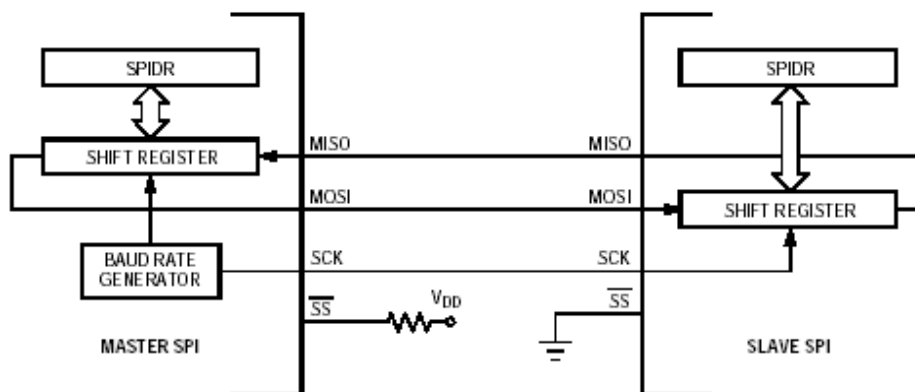 SPIDR
SPIDR
SHIFT REGISTER
MISO
MISO
MOSI
MOSI
SHIFT REGISTER
BAUD RATE
GENERATOR
SCK
SCK
SS
VDD
SS
MASTER SPI
SLAVE SPI